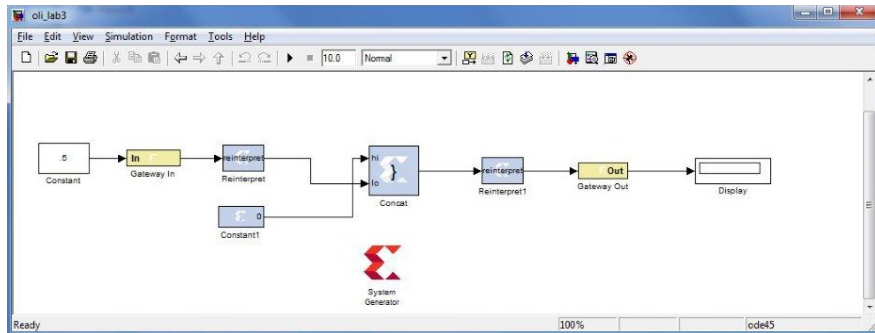 oli_lab3
File Edit View Simulation Format Tools Help
10.0 Normal
.5
Constant
In
Gateway In
reinterpret
Reinterpret
0
Constant1
hi
lo
}
Concat
reinterpret
Reinterpret1
Out
Gateway Out
Display
System
Generator
Ready 100% ode45